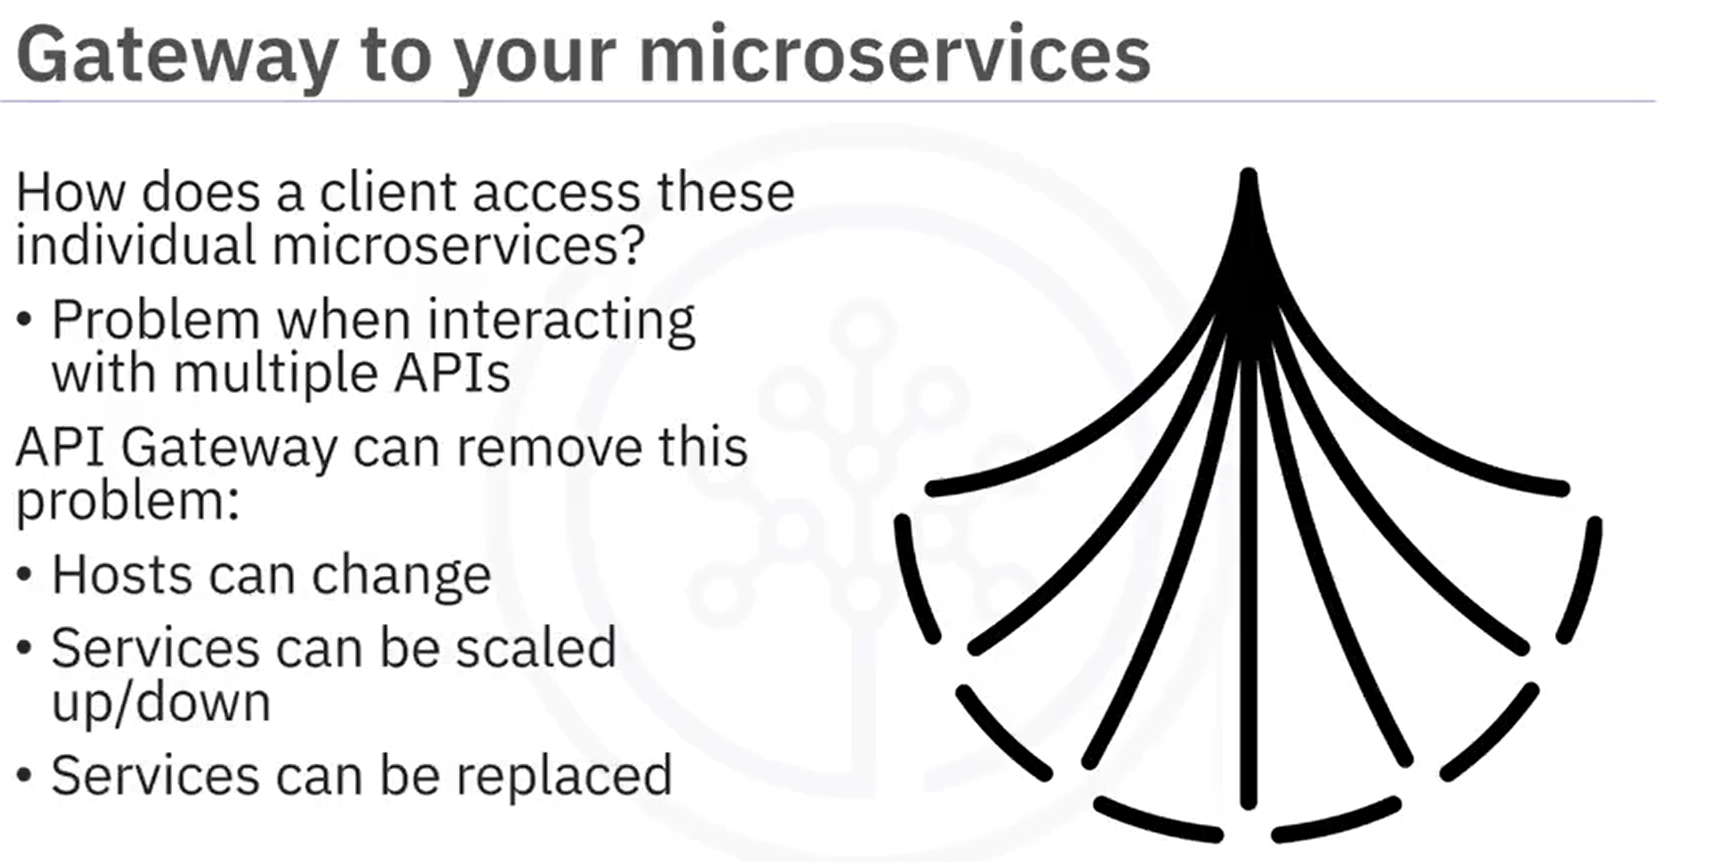 Gateway to your microservices
How does a client access these
individual microservices?
• Problem when interacting
with multiple APIs
API Gateway can remove this
problem:
• Hosts can change
• Services can be scaled
up/down
• Services can be replaced